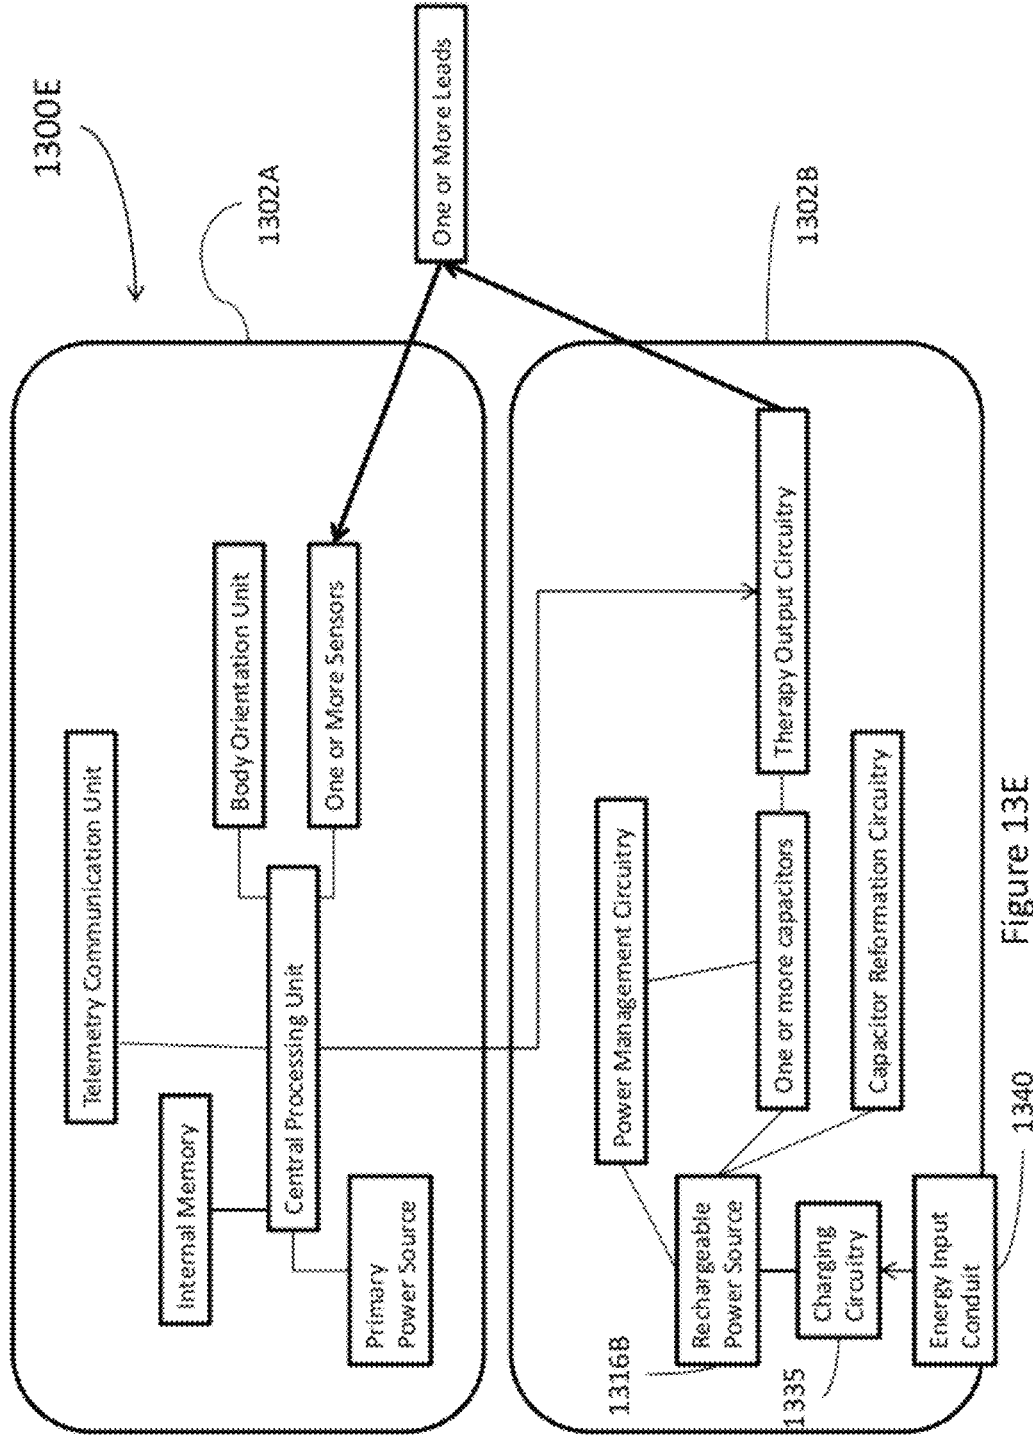 1300E
1302A
Telemetry Communication Unit
Internal Memory
Body Orientation Unit
Central Processing Unit
One or More Sensors
Primary
Power Source
One or More Leads
1302B
Power Management Circuitry
1316B
Rechargeable
Power Source
One or more capacitors
Therapy Output Circuitry
1335
Charging
Circuitry
Capacitor Reformation Circuitry
Energy Input
Conduit
1340
Figure 13E